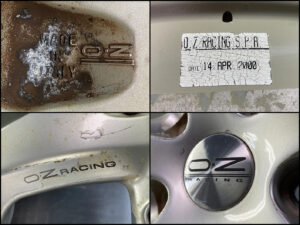 MADE
IN
ITALY
OZ
O.Z. RACING S.P.A.
DATE 14 APR. 2000
OZ RACING
OZ
RACING